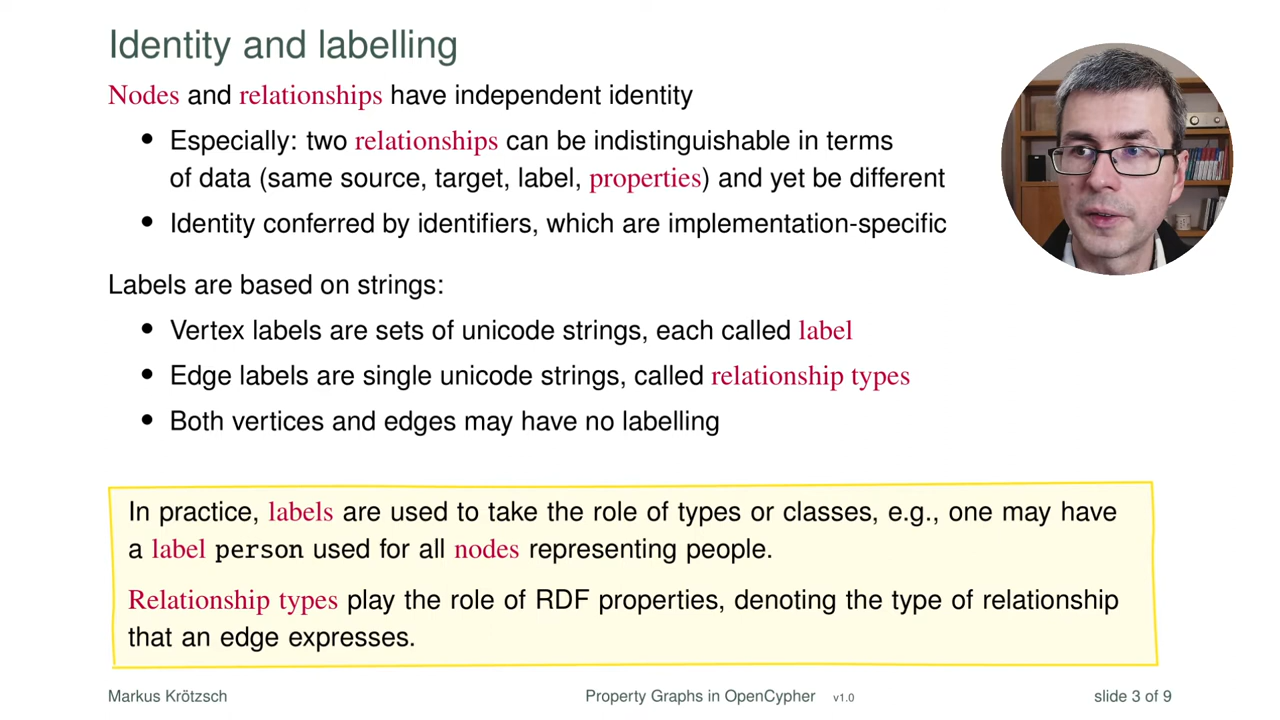 Identity and labelling
Nodes and relationships have independent identity
• Especially: two relationships can be indistinguishable in terms
of data (same source, target, label, properties) and yet be different
• Identity conferred by identifiers, which are implementation-specific
Labels are based on strings:
• Vertex labels are sets of unicode strings, each called label
• Edge labels are single unicode strings, called relationship types
• Both vertices and edges may have no labelling
In practice, labels are used to take the role of types or classes, e.g., one may have
a label person used for all nodes representing people.
Relationship types play the role of RDF properties, denoting the type of relationship
that an edge expresses.
Markus Krötzsch Property Graphs in OpenCypher v1.0 slide 3 of 9